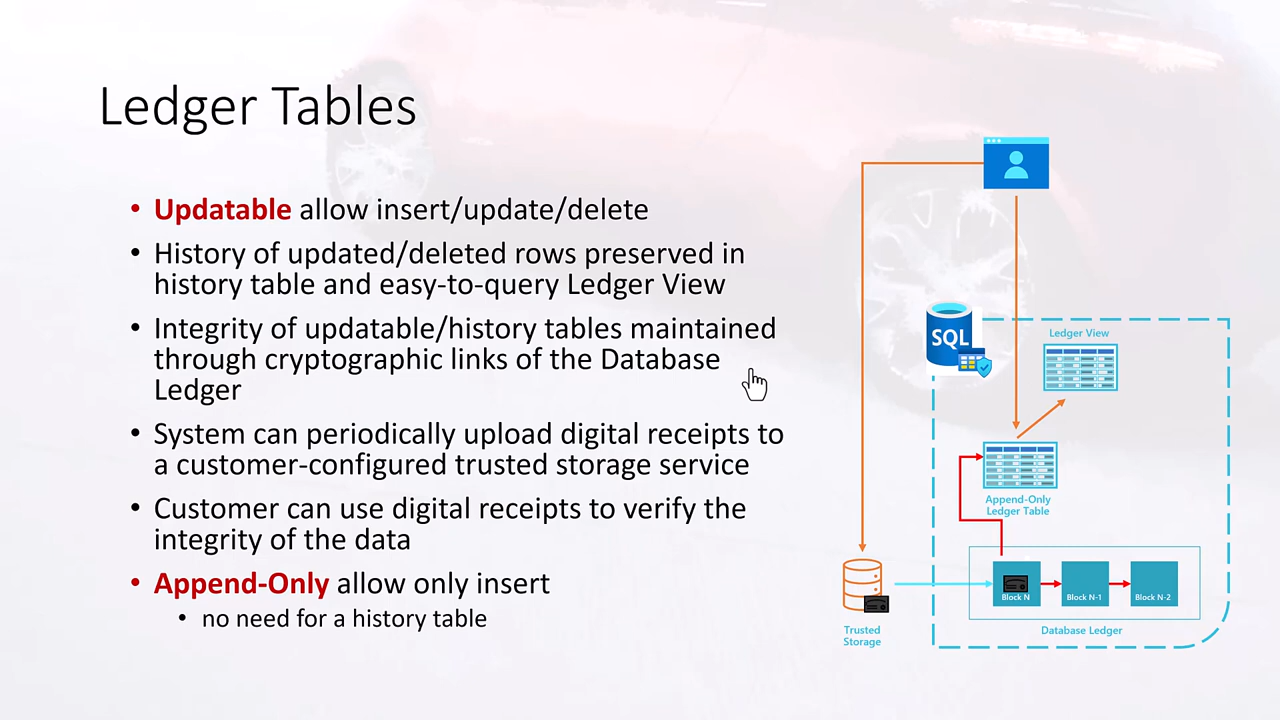 Ledger Tables
• Updatable allow insert/update/delete
• History of updated/deleted rows preserved in
history table and easy-to-query Ledger View
• Integrity of updatable/history tables maintained
through cryptographic links of the Database
Ledger
• System can periodically upload digital receipts to
a customer-configured trusted storage service
• Customer can use digital receipts to verify the
integrity of the data
• Append-Only allow only insert
• no need for a history table
SQL
Ledger View
Append-Only
Ledger Table
Block N
Block N-1
Block N-2
Database Ledger
Trusted
Storage